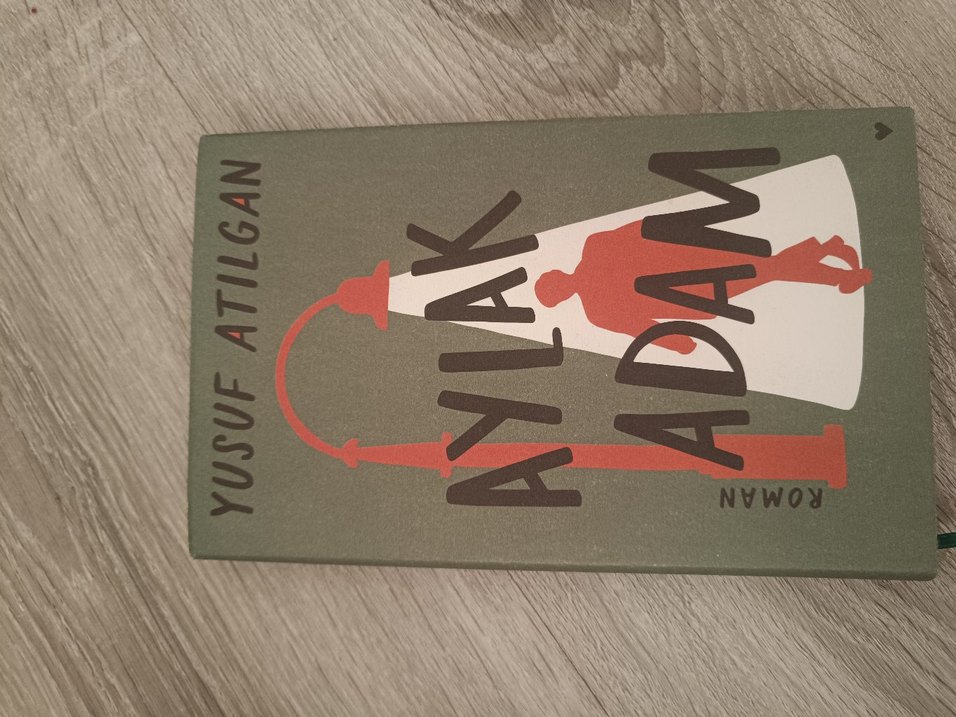 YUSUF ATILGAN
AYLAK
ADAM
ROMAN